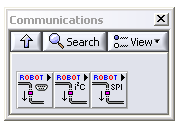 Communications
Search View
ROBOT ROBOT ROBOT
I²C SPI